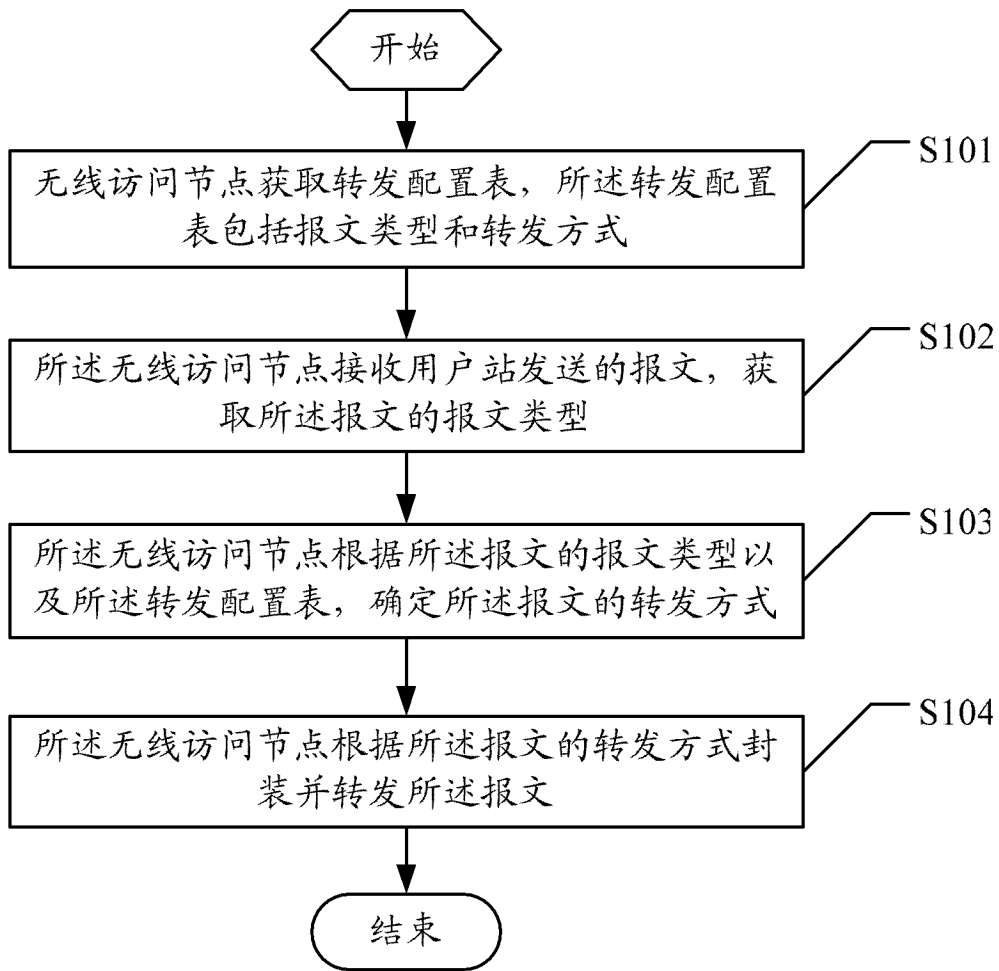 开始
无线访问节点获取转发配置表，所述转发配置
表包括报文类型和转发方式
S101
所述无线访问节点接收用户站发送的报文，获
取所述报文的报文类型
S102
所述无线访问节点根据所述报文的报文类型以
及所述转发配置表，确定所述报文的转发方式
S103
所述无线访问节点根据所述报文的转发方式封
装并转发所述报文
S104
结束